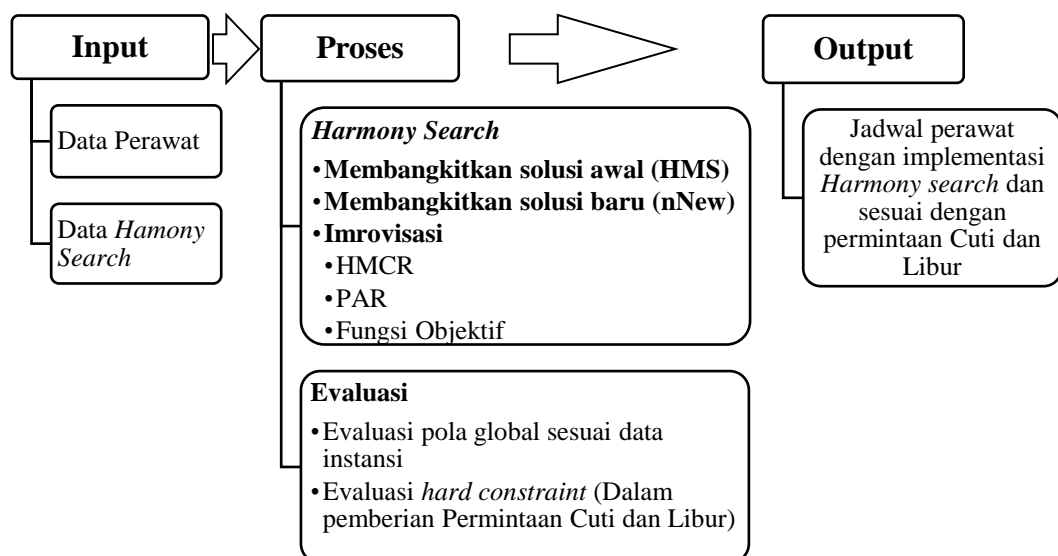 Input
Proses
Output
Data Perawat
Data Hamony
Search
Harmony Search
•Membangkitkan solusi awal (HMS)
•Membangkitkan solusi baru (nNew)
•Imrovisasi
•HMCR
•PAR
•Fungsi Objektif
Evaluasi
•Evaluasi pola global sesuai data
instansi
•Evaluasi hard constraint (Dalam
pemberian Permintaan Cuti dan Libur)
Jadwal perawat
dengan implementasi
Harmony search dan
sesuai dengan
permintaan Cuti dan
Libur